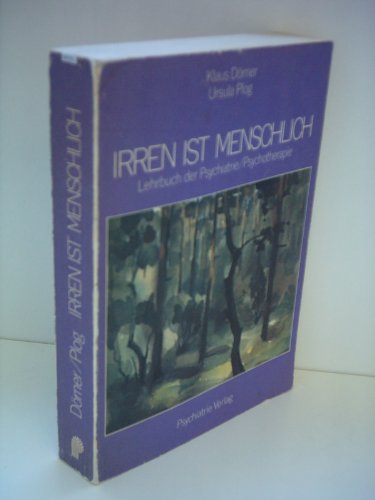 Klaus Dörner
Ursula Plog
IRREN IST MENSCHLICH
Lehrbuch der Psychiatrie/Psychotherapie
Psychiatrie Verlag
Dörner/Plog IRREN IST MENSCHLICH